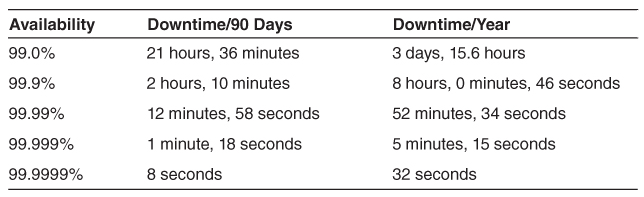 Availability Downtime/90 Days Downtime/Year
99.0% 21 hours, 36 minutes 3 days, 15.6 hours
99.9% 2 hours, 10 minutes 8 hours, 0 minutes, 46 seconds
99.99% 12 minutes, 58 seconds 52 minutes, 34 seconds
99.999% 1 minute, 18 seconds 5 minutes, 15 seconds
99.9999% 8 seconds 32 seconds